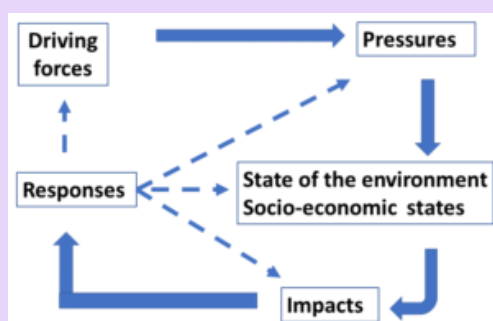 Driving
forces
Pressures
Responses
State of the environment
Socio-economic states
Impacts